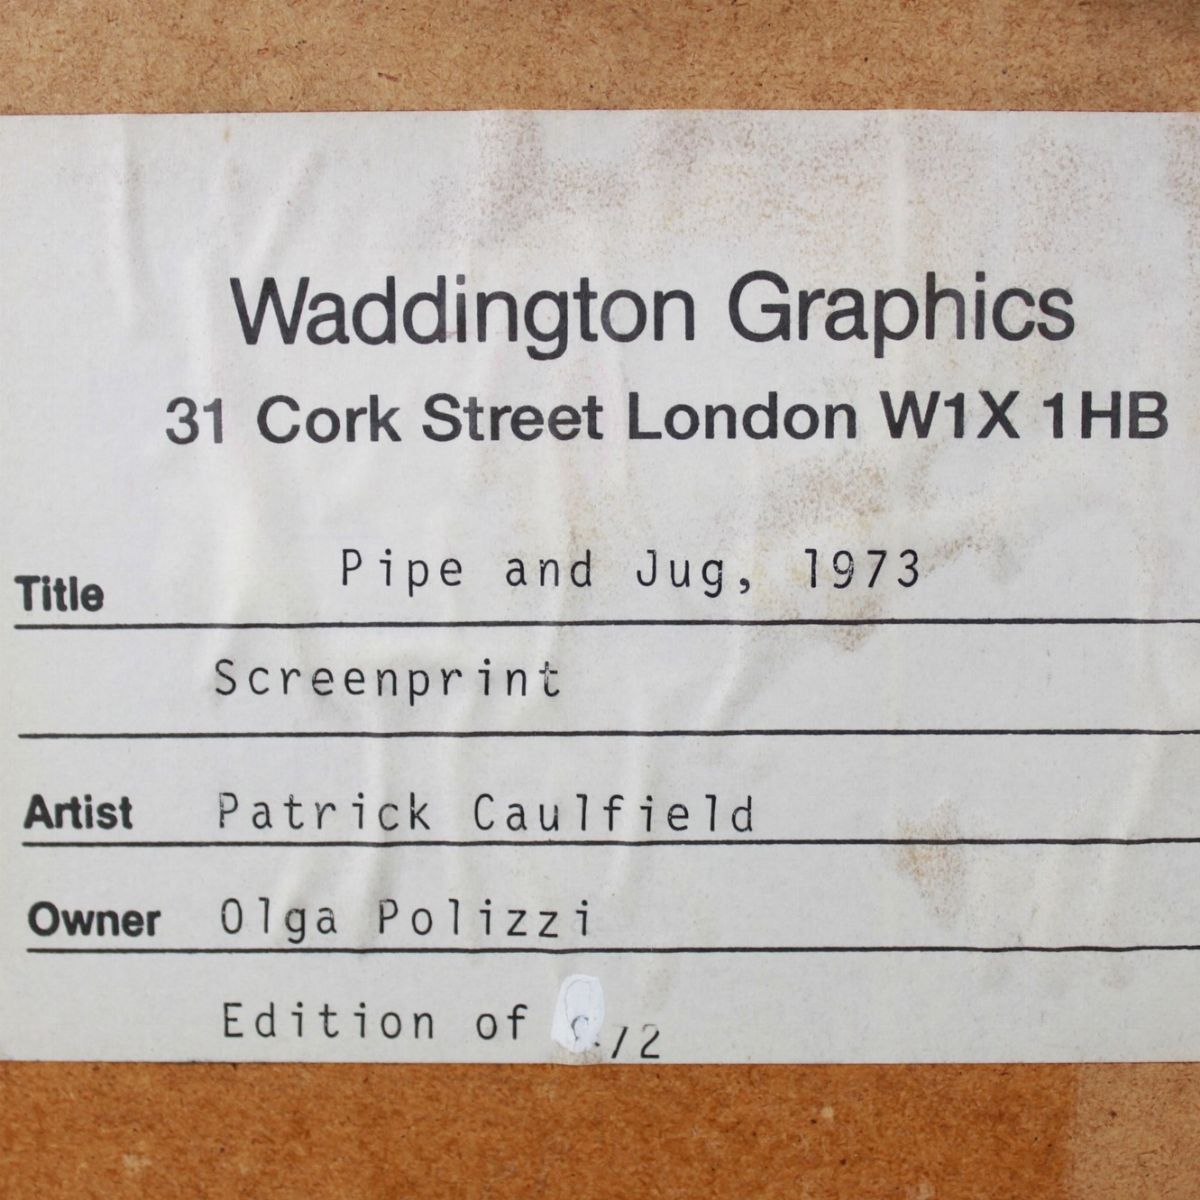 Waddington Graphics
31 Cork Street London W1X 1HB
Title Pipe and Jug, 1973
Screenprint
Artist Patrick Caulfield
Owner Olga Polizzi
Edition of